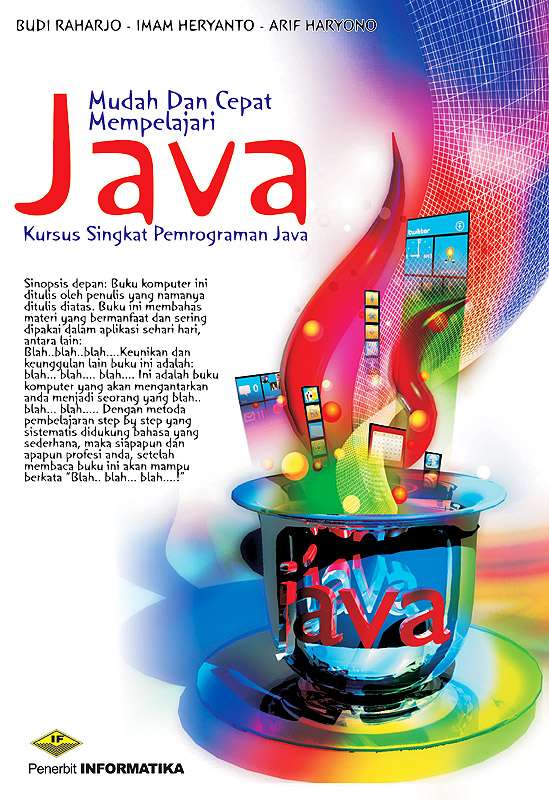 BUDI RAHARJO - IMAM HERYANTO - ARIF HARYONO
Mudah Dan Cepat
Mempelajari
Java
Kursus Singkat Pemrograman Java
Sinopsis depan: Buku komputer ini
ditulis oleh penulis yang namanya
ditulis diatas. Buku ini membahas
materi yang bermanfaat dan sering
dipakai dalam aplikasi sehari hari,
antara lain:
Blah..blah..blah....Keunikan dan
keunggulan lain buku ini adalah:
blah... blah.... blah.... Ini adalah buku
komputer yang akan mengantarkan
anda menjadi seorang yang blah..
blah... blah..... Dengan metoda
pembelajaran step by step yang
sistematis didukung bahasa yang
sederhana, maka siapapun dan
apapun profesi anda, setelah
membaca buku ini akan mampu
berkata "Blah.. blah... blah....!"
twitter
java
java
IF
Penerbit INFORMATIKA